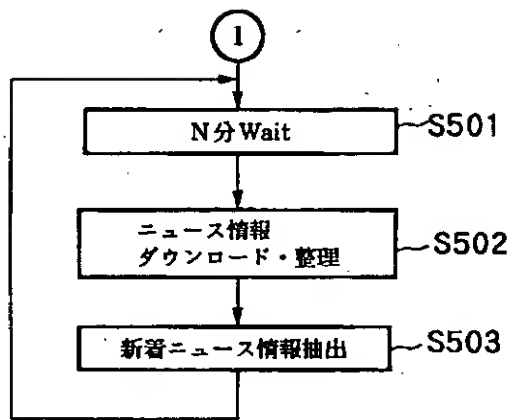 1
N分Wait
S501
ニュース情報
ダウンロード・整理
S502
新着ニュース情報抽出
S503